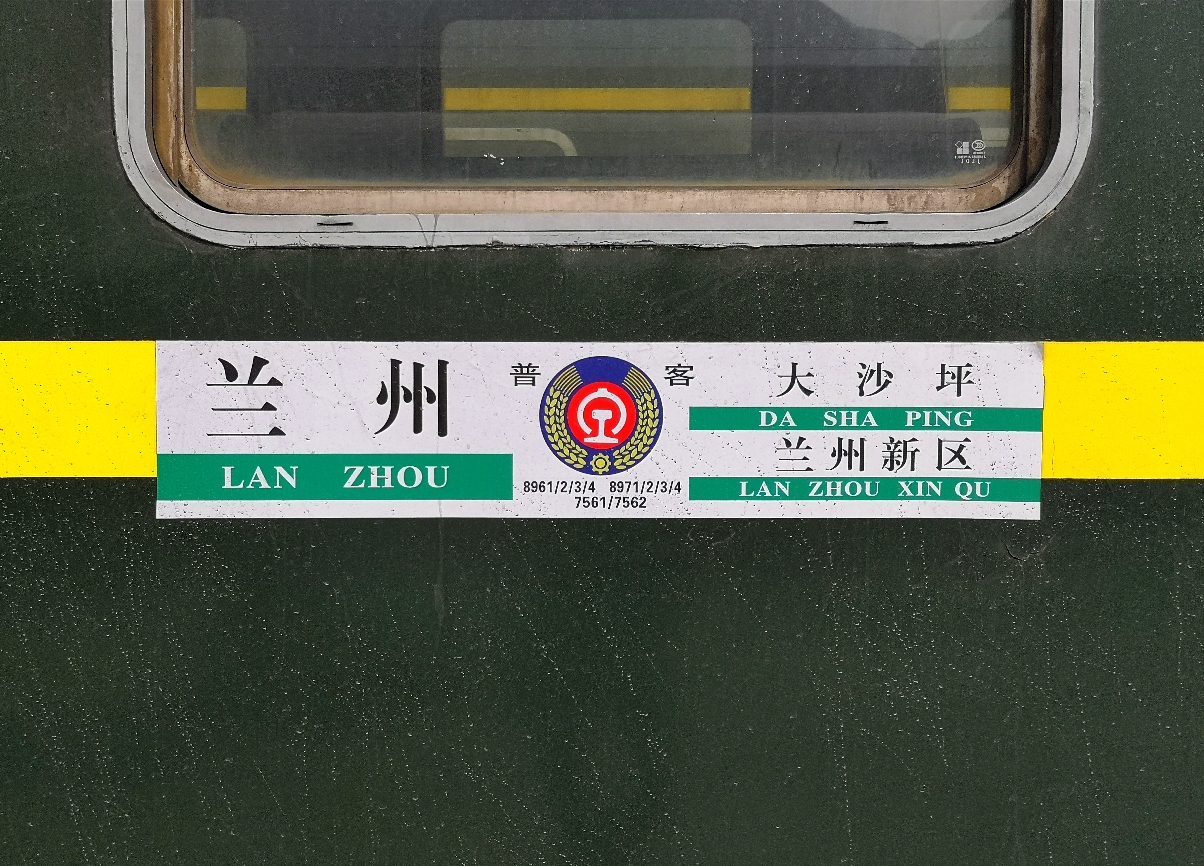 兰州
LAN ZHOU
普客
8961/2/3/4 8971/2/3/4
7561/7562
大沙坪
DA SHA PING
兰州新区
LAN ZHOU XIN QU